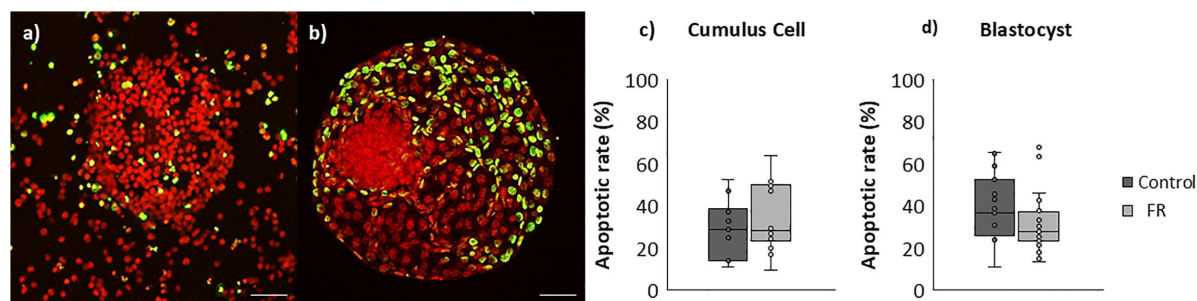 a)
b)
c) Cumulus Cell
Apoptotic rate (%)
100
80
60
40
20
0
d) Blastocyst
Apoptotic rate (%)
100
80
60
40
20
0
Control
FR